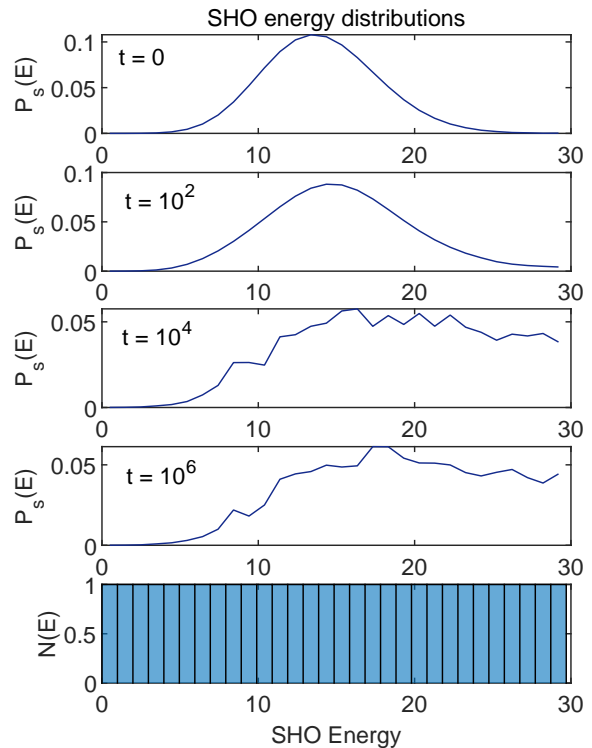 SHO energy distributions
0.1
t = 0
P_s(E)
0.05
0
0 10 20 30
0.1
t = 10^2
P_s(E)
0.05
0
0 10 20 30
0.05
t = 10^4
P_s(E)
0
0 10 20 30
0.05
t = 10^6
P_s(E)
0
0 10 20 30
1
N(E)
0.5
0
0 10 20 30
SHO Energy